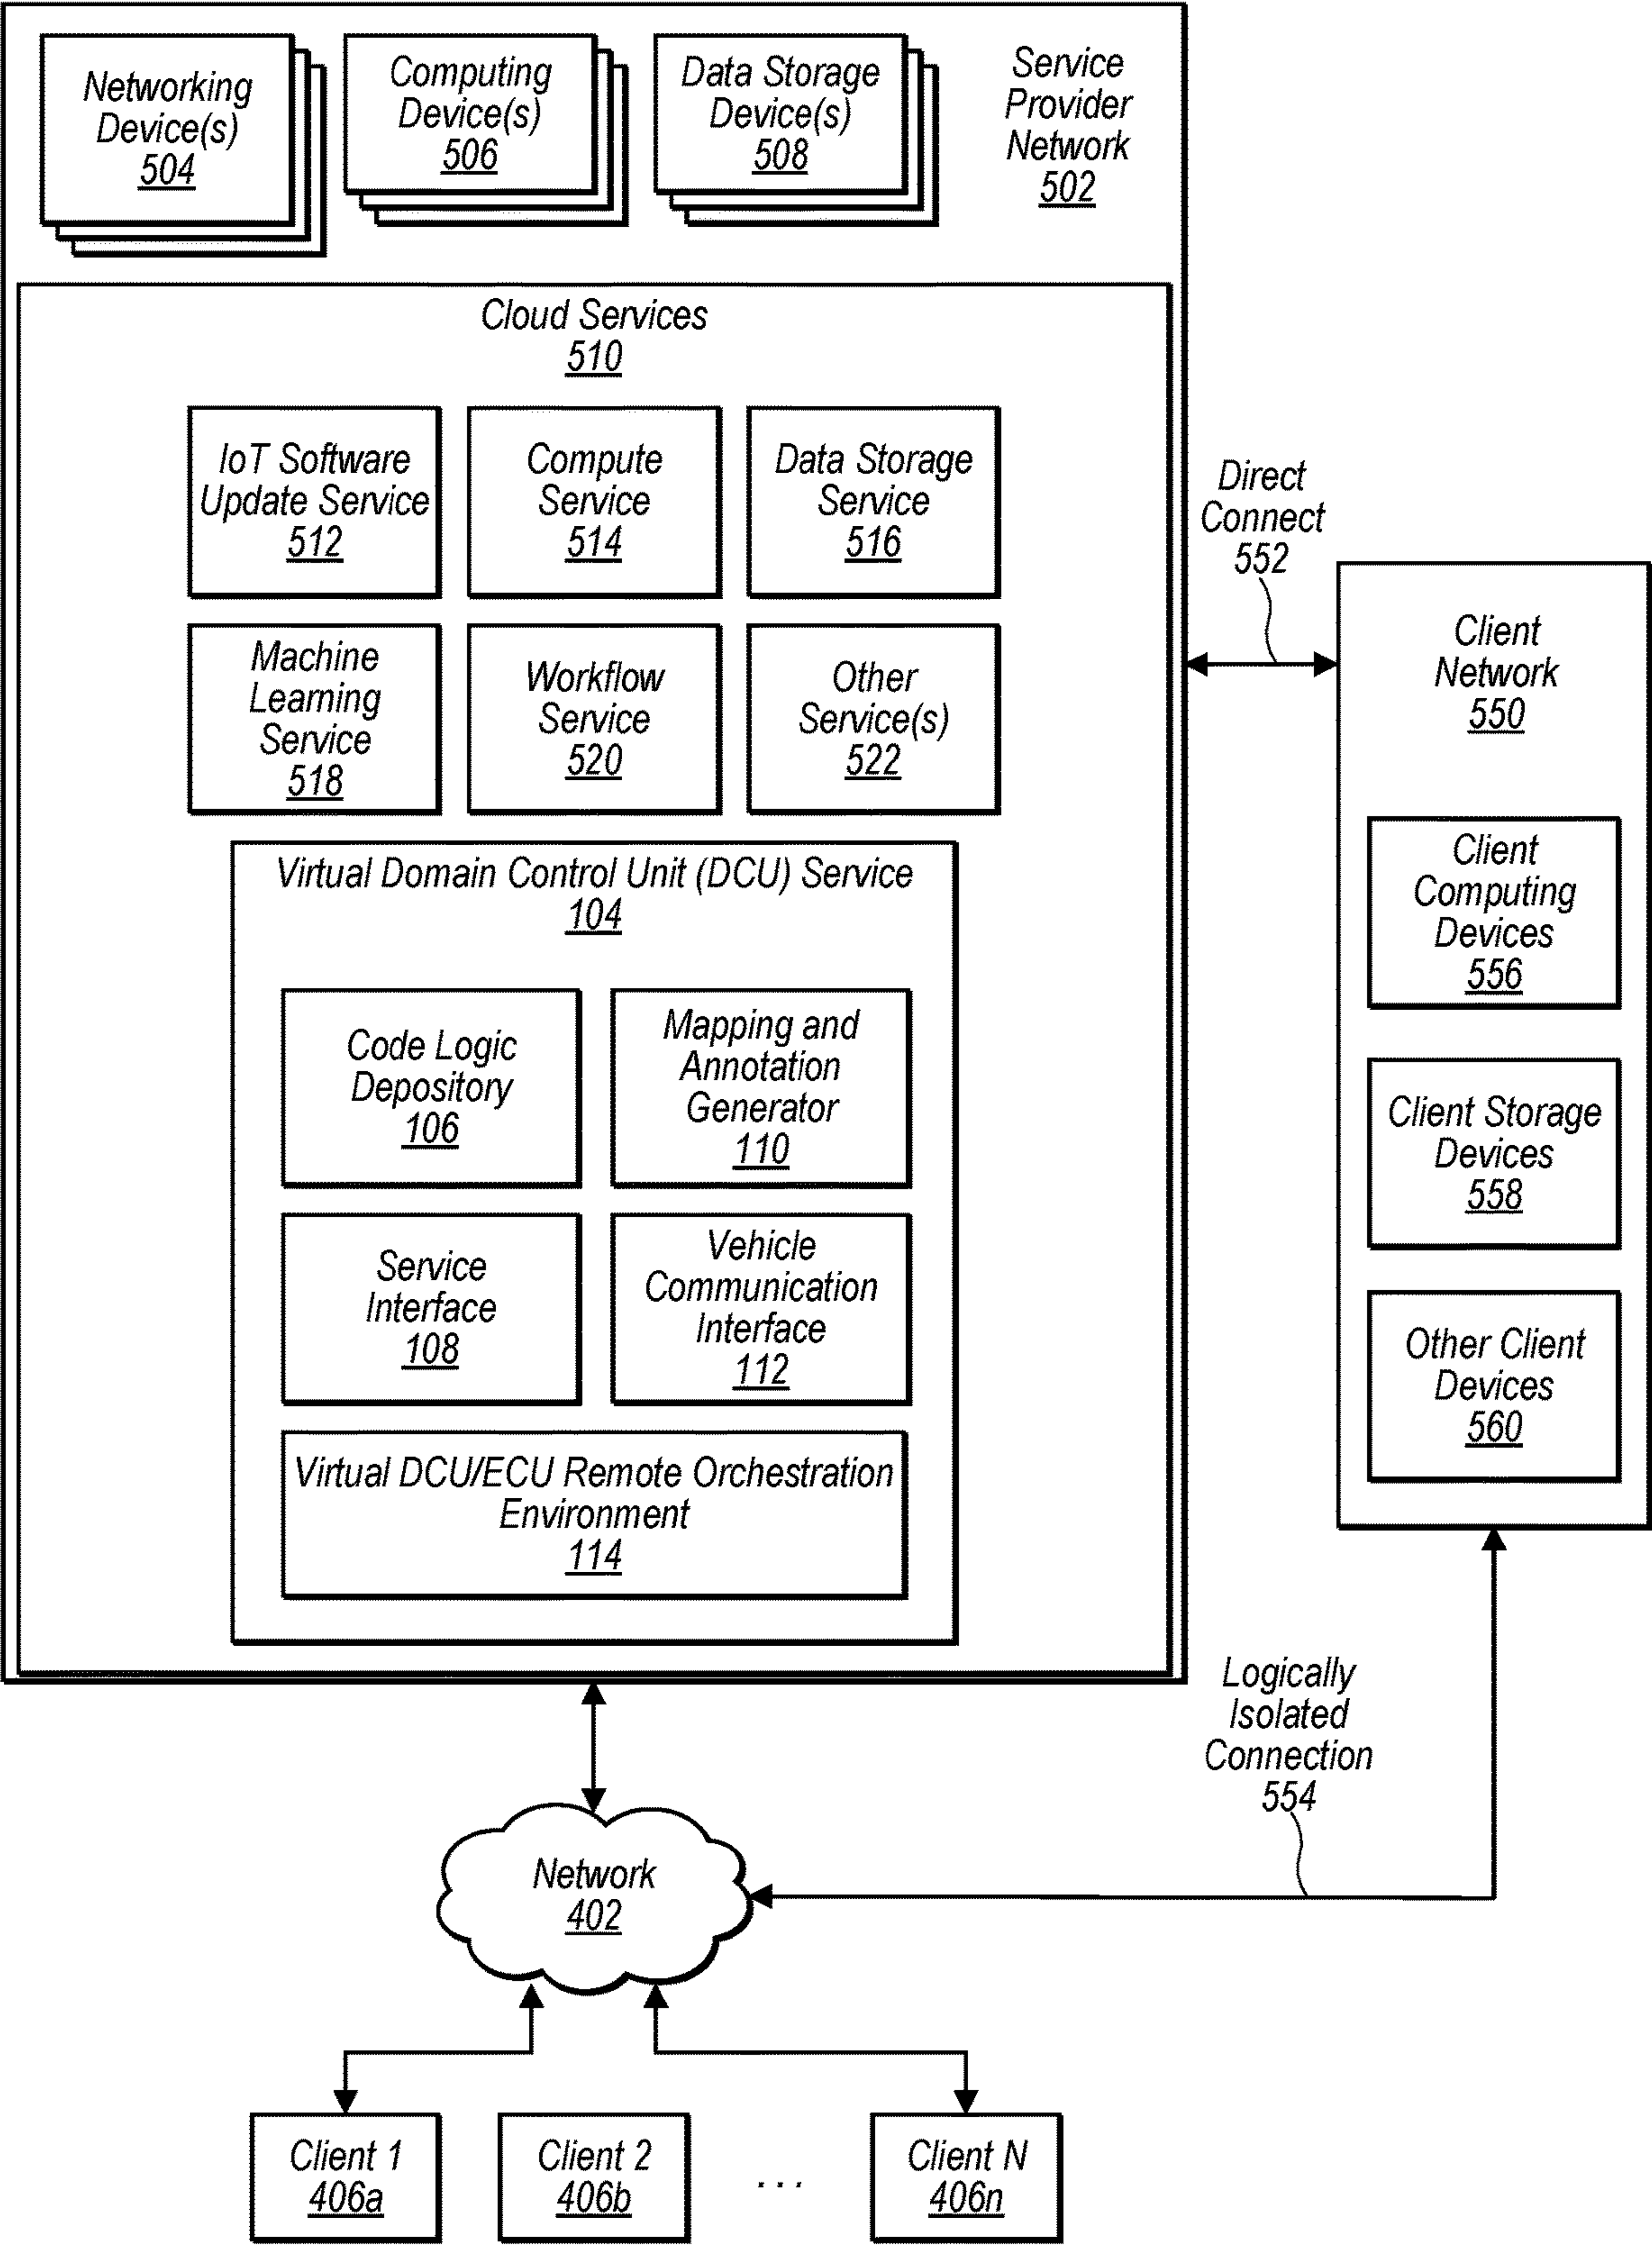 Networking
Device(s)
504
Computing
Device(s)
506
Data Storage
Device(s)
508
Service
Provider
Network
502
Cloud Services
510
IoT Software
Update Service
512
Compute
Service
514
Data Storage
Service
516
Machine
Learning
Service
518
Workflow
Service
520
Other
Service(s)
522
Virtual Domain Control Unit (DCU) Service
104
Code Logic
Depository
106
Mapping and
Annotation
Generator
110
Service
Interface
108
Vehicle
Communication
Interface
112
Virtual DCU/ECU Remote Orchestration
Environment
114
Direct
Connect
552
Client
Network
550
Client
Computing
Devices
556
Client Storage
Devices
558
Other Client
Devices
560
Logically
Isolated
Connection
554
Network
402
Client 1
406a
Client 2
406b
. . .
Client N
406n